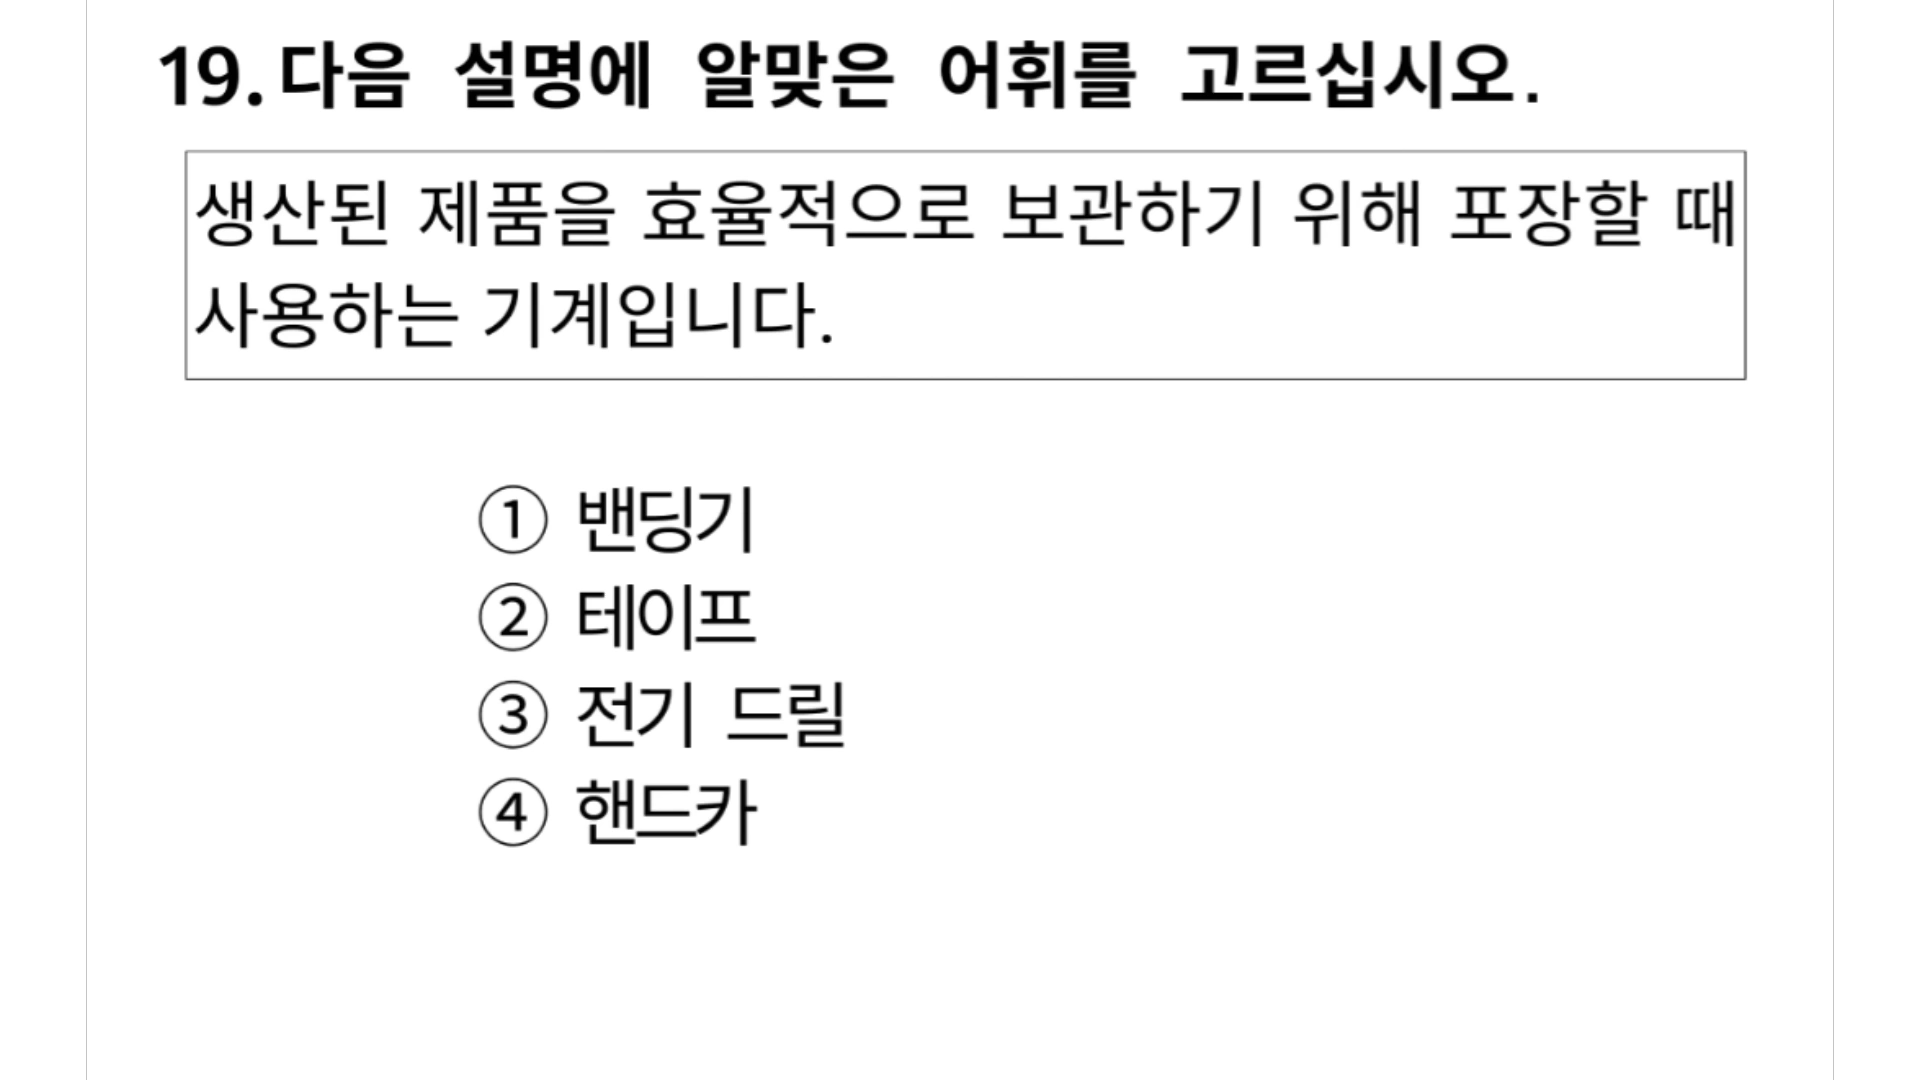 19. 다음 설명에 알맞은 어휘를 고르십시오.
생산된 제품을 효율적으로 보관하기 위해 포장할 때
사용하는 기계입니다.
① 밴딩기
② 테이프
③ 전기 드릴
④ 핸드카